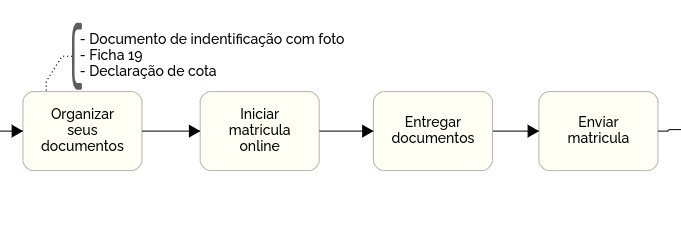 - Documento de indentificação com foto
- Ficha 19
- Declaração de cota
Organizar
seus
documentos
Iniciar
matricula
online
Entregar
documentos
Enviar
matricula